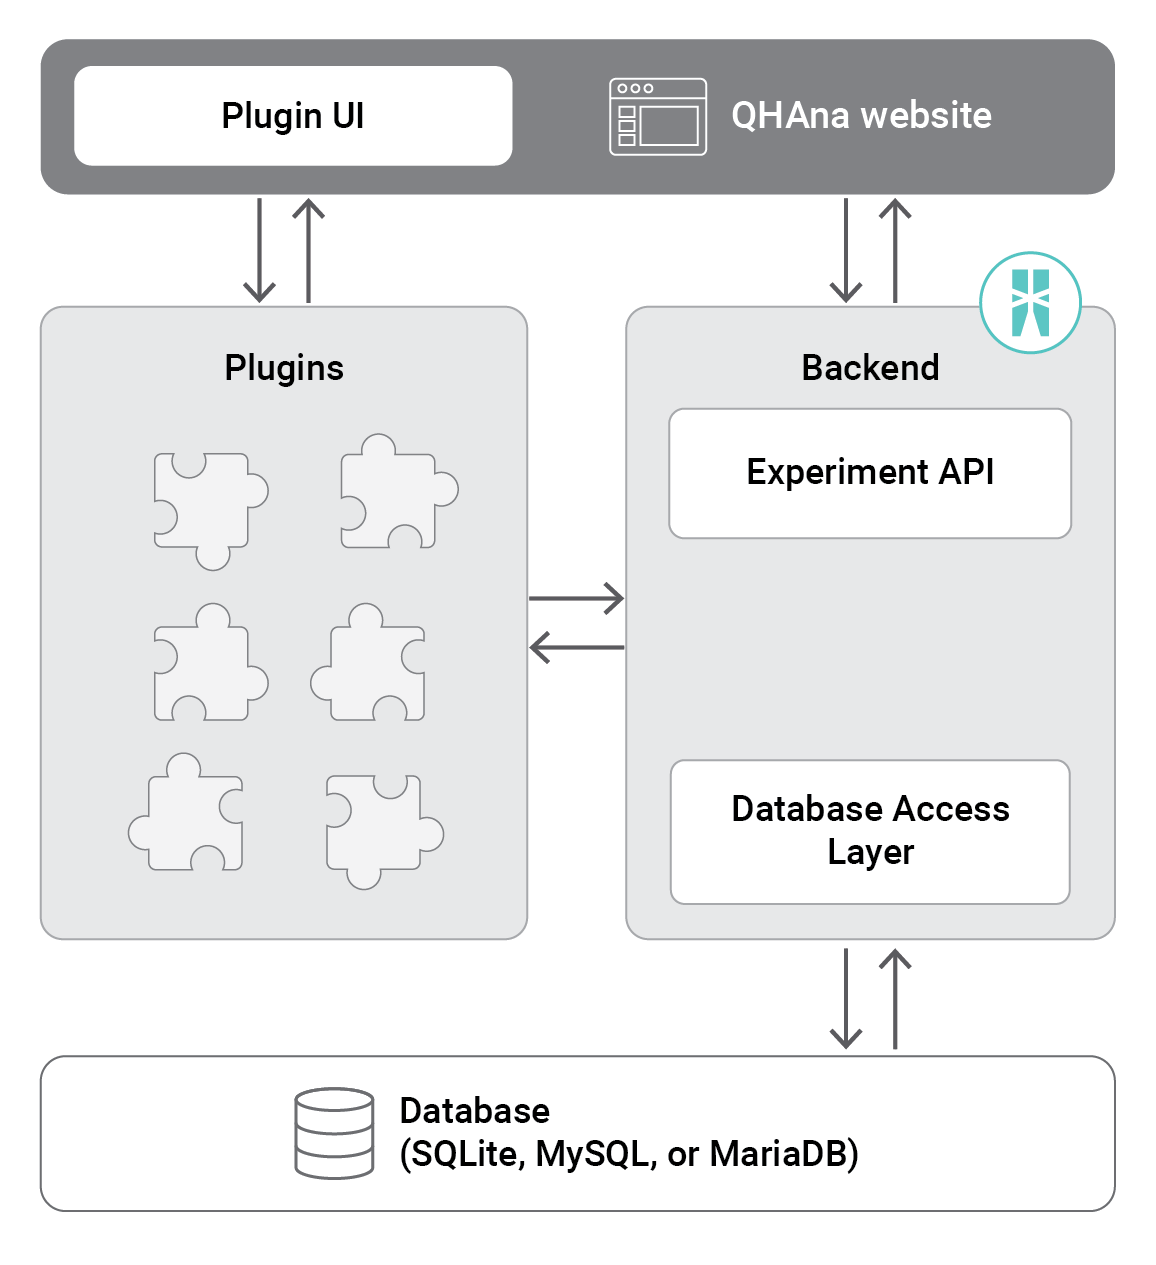 Plugin UI
QHAna website
Plugins
Backend
Experiment API
Database Access
Layer
Database
(SQLite, MySQL, or MariaDB)